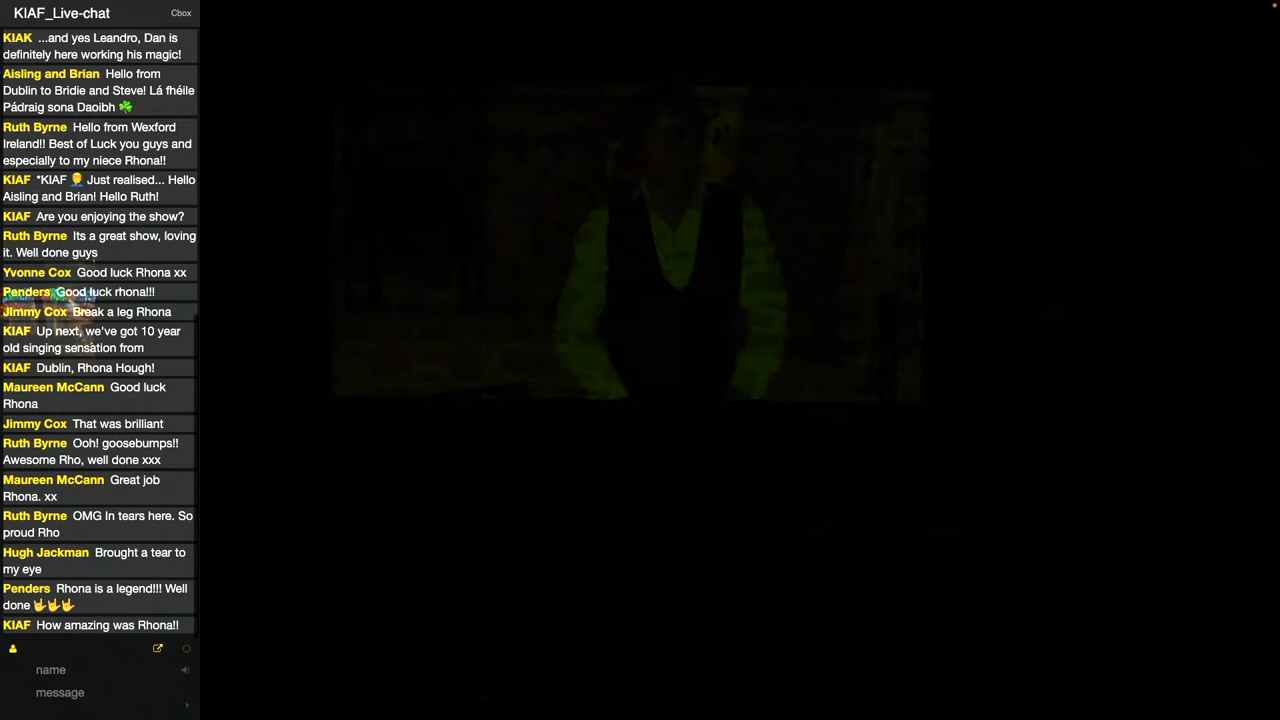 KIAF_Live-chat
Cbox
KIAK ...and yes Leandro, Dan is
definitely here working his magic!
Aisling and Brian Hello from
Dublin to Bridie and Steve! Lá fhéile
Pádraig sona Daoibh ☘️
Ruth Byrne Hello from Wexford
Ireland!! Best of Luck you guys and
especially to my niece Rhona!!
KIAF *KIAF 🤦 Just realised... Hello
Aisling and Brian! Hello Ruth!
KIAF Are you enjoying the show?
Ruth Byrne Its a great show, loving
it. Well done guys
Yvonne Cox Good luck Rhona xx
Penders Good luck rhona!!!
Jimmy Cox Break a leg Rhona
KIAF Up next, we've got 10 year
old singing sensation from
KIAF Dublin, Rhona Hough!
Maureen McCann Good luck
Rhona
Jimmy Cox That was brilliant
Ruth Byrne Ooh! goosebumps!!
Awesome Rho, well done xxx
Maureen McCann Great job
Rhona. xx
Ruth Byrne OMG In tears here. So
proud Rho
Hugh Jackman Brought a tear to
my eye
Penders Rhona is a legend!!! Well
done 🤟🤟🤟
KIAF How amazing was Rhona!!
name
message